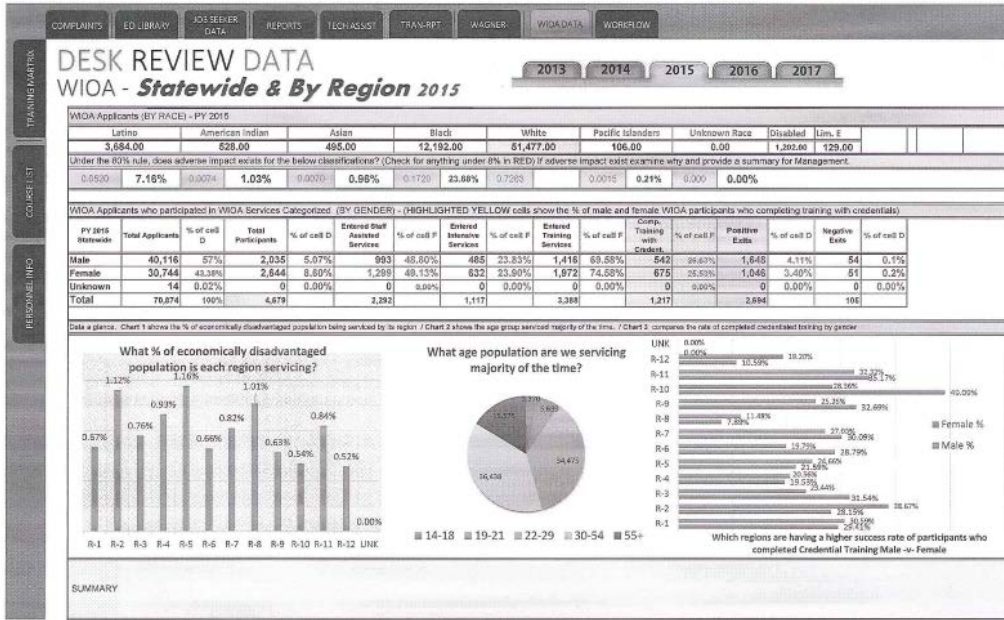 COMPLAINTS ED LIBRARY JOB SEEKER DATA REPORTS TECH ASSIST TRAN-RPT WAGNER WIOA DATA WORKFLOW
TRAINING MARTRIX
COURSE LIST
PERSONNEL INFO
DESK REVIEW DATA
WIOA - Statewide & By Region 2015
2013 2014 2015 2016 2017
WIOA Applicants (BY RACE) - PY 2015
Latino American Indian Asian Black White Pacific Islanders Unknown Race Disabled Lim. E
3,684.00 528.00 495.00 12,192.00 51,477.00 106.00 0.00 1,202.00 129.00
Under the 80% rule, does adverse impact exists for the below classifications? (Check for anything under 8% in RED) If adverse impact exist examine why and provide a summary for Management.
0.0520 7.16% 0.0074 1.03% 0.0070 0.96% 0.1720 23.68% 0.7263 0.0015 0.21% 0.000 0.00%
WIOA Applicants who participated in WIOA Services Categorized (BY GENDER) - (HIGHLIGHTED YELLOW cells show the % of male and female WIOA participants who completing training with credentials)
PY 2015 Statewide Total Applicants % of cell D Total Participants % of cell D Entered Staff Assisted Services % of cell F Entered Intensive Services % of cell F Entered Training Services % of cell F Comp. Training with Credent. % of cell F Positive Exits % of cell D Negative Exits % of cell D
Male 40,116 57% 2,035 5.07% 993 48.80% 485 23.83% 1,416 69.58% 542 26.63% 1,648 4.11% 54 0.1%
Female 30,744 43.38% 2,644 8.60% 1,299 49.13% 632 23.90% 1,972 74.58% 675 25.53% 1,046 3.40% 51 0.2%
Unknown 14 0.02% 0 0.00% 0 0.00% 0 0.00% 0 0.00% 0 0.00% 0 0.00% 0 0.00%
Total 70,874 100% 4,679 2,292 1,117 3,388 1,217 2,694 105
Data a glance. Chart 1 shows the % of economically disadvantaged population being serviced by its region / Chart 2 shows the age group serviced majority of the time. / Chart 3 compares the rate of completed credentialed training by gender
What % of economically disadvantaged
population is each region servicing?
0.57% 1.12% 0.76% 0.93% 1.16% 0.66% 0.82% 1.01% 0.63% 0.54% 0.84% 0.52% 0.00%
R-1 R-2 R-3 R-4 R-5 R-6 R-7 R-8 R-9 R-10 R-11 R-12 UNK
What age population are we servicing
majority of the time?
5,693
34,475
14-18 19-21 22-29 30-54 55+
UNK 0.00%
0.00%
R-12 19.20%
10.59%
R-11 32.32%
35.17%
R-10 28.96%
49.09%
R-9 25.26%
32.69%
R-8 11.48%
7.89%
R-7 27.00%
30.09%
R-6 19.79%
28.79%
R-5 26.66%
21.59%
R-4 20.56%
19.53%
R-3 23.44%
31.54%
R-2 38.67%
28.15%
R-1 30.59%
29.41%
Female %
Male %
Which regions are having a higher success rate of participants who
completed Credential Training Male -v- Female
SUMMARY